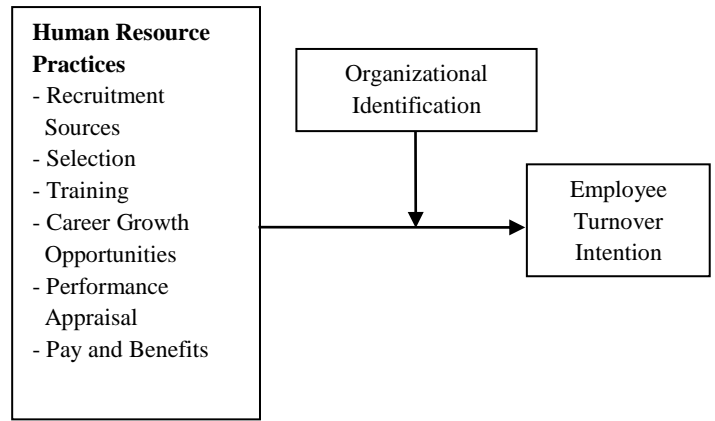 Human Resource
Practices
- Recruitment
Sources
- Selection
- Training
- Career Growth
Opportunities
- Performance
Appraisal
- Pay and Benefits
Organizational
Identification
Employee
Turnover
Intention